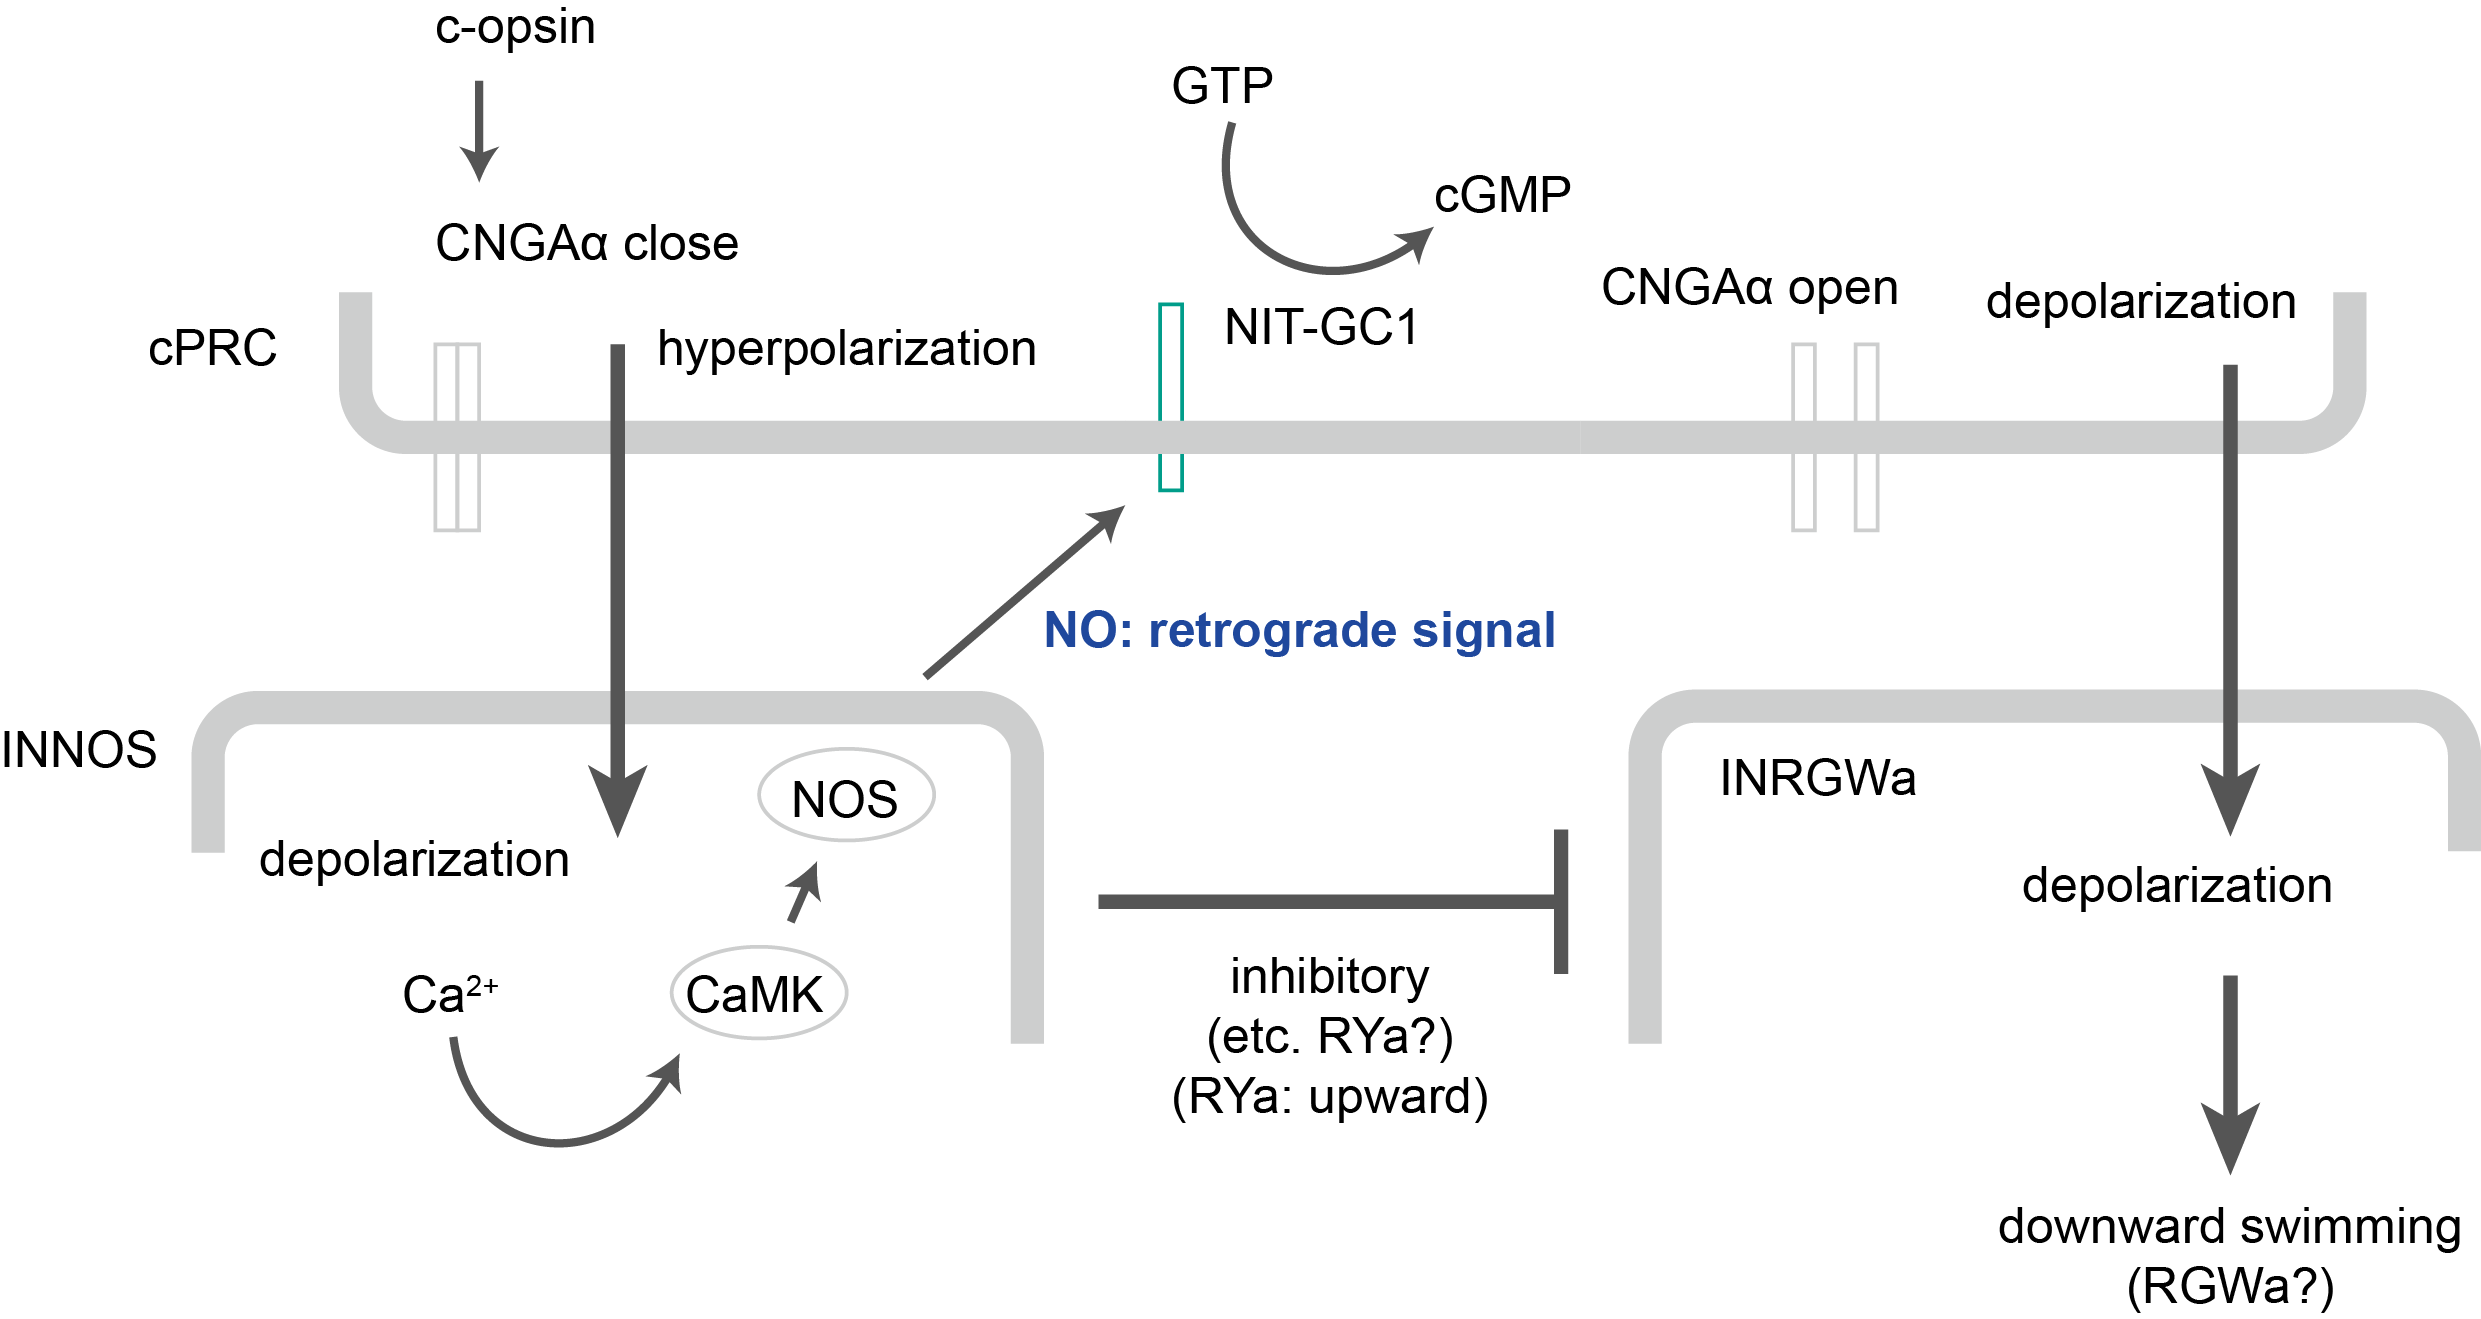 c-opsin
GTP
cGMP
CNGAα close
CNGAα open
depolarization
cPRC
hyperpolarization
NIT-GC1
NO: retrograde signal
INNOS
NOS
INRGWa
depolarization
depolarization
Ca²⁺
CaMK
inhibitory
(etc. RYa?)
(RYa: upward)
downward swimming
(RGWa?)